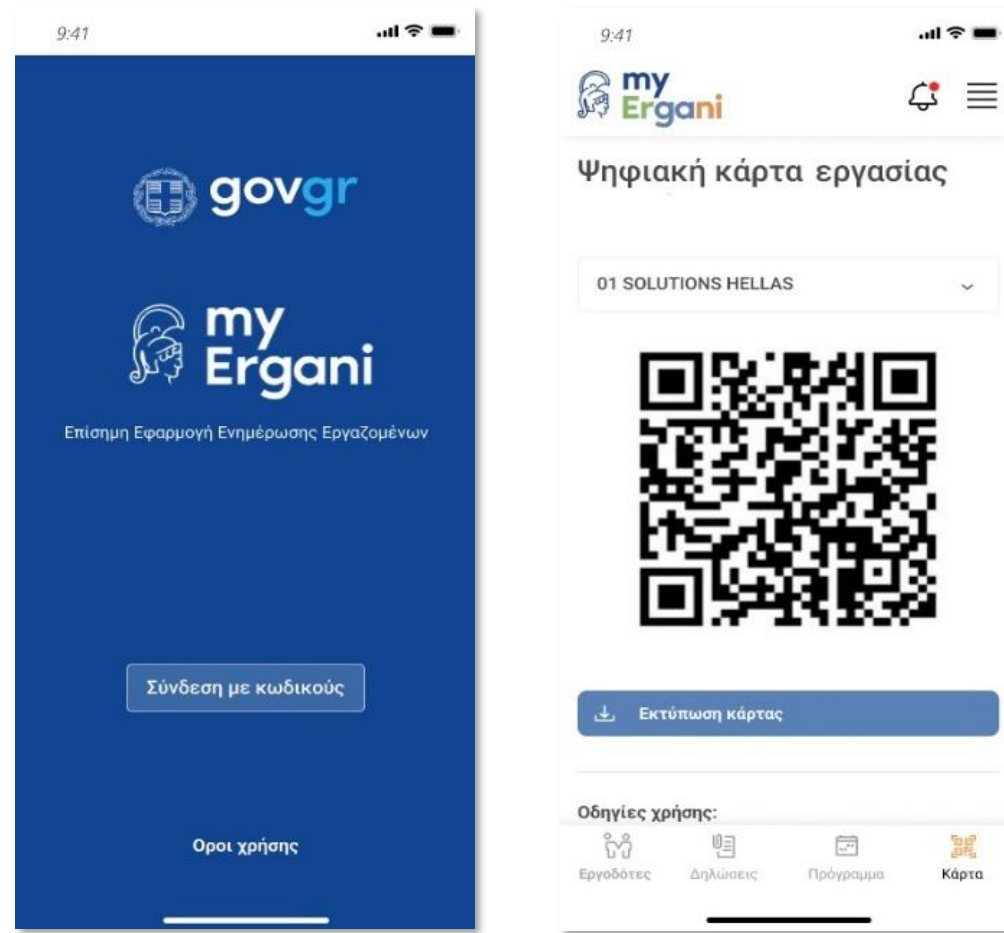 9:41
govgr
my
Ergani
Επίσημη Εφαρμογή Ενημέρωσης Εργαζομένων
Σύνδεση με κωδικούς
Οροι χρήσης
9:41
my
Ergani
Ψηφιακή κάρτα εργασίας
01 SOLUTIONS HELLAS
Εκτύπωση κάρτας
Οδηγίες χρήσης:
Εργοδότες Δηλώσεις Πρόγραμμα Κάρτα